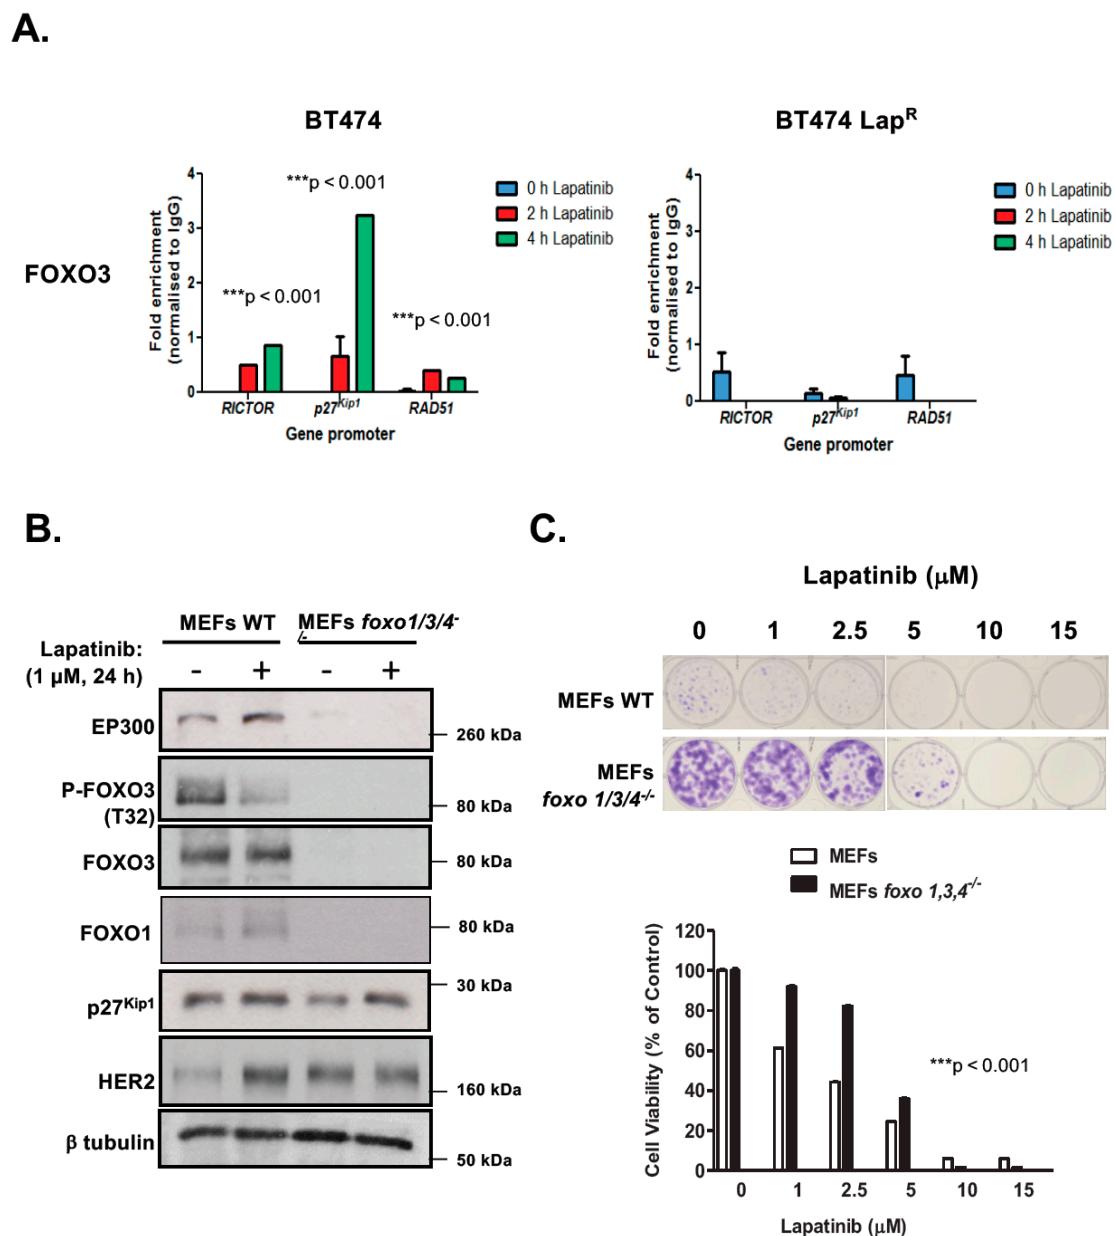 A.
BT474
BT474 Lap^R
FOXO3
Fold enrichment
(normalised to IgG)
4
3
2
1
0
***p < 0.001
***p < 0.001
***p < 0.001
RICTOR
p27^Kip1
RAD51
Gene promoter
0 h Lapatinib
2 h Lapatinib
4 h Lapatinib
Fold enrichment
(normalised to IgG)
4
3
2
1
0
RICTOR
p27^Kip1
RAD51
Gene promoter
0 h Lapatinib
2 h Lapatinib
4 h Lapatinib
B.
MEFs WT
MEFs foxo1/3/4-
/-
Lapatinib:
(1 µM, 24 h)
- + - +
EP300
260 kDa
P-FOXO3
(T32)
80 kDa
FOXO3
80 kDa
FOXO1
80 kDa
p27^Kip1
30 kDa
HER2
160 kDa
β tubulin
50 kDa
C.
Lapatinib (µM)
0 1 2.5 5 10 15
MEFs WT
MEFs
foxo 1/3/4-/-
MEFs
MEFs foxo 1,3,4-/-
Cell Viability (% of Control)
120
100
80
60
40
20
0
***p < 0.001
0 1 2.5 5 10 15
Lapatinib (µM)